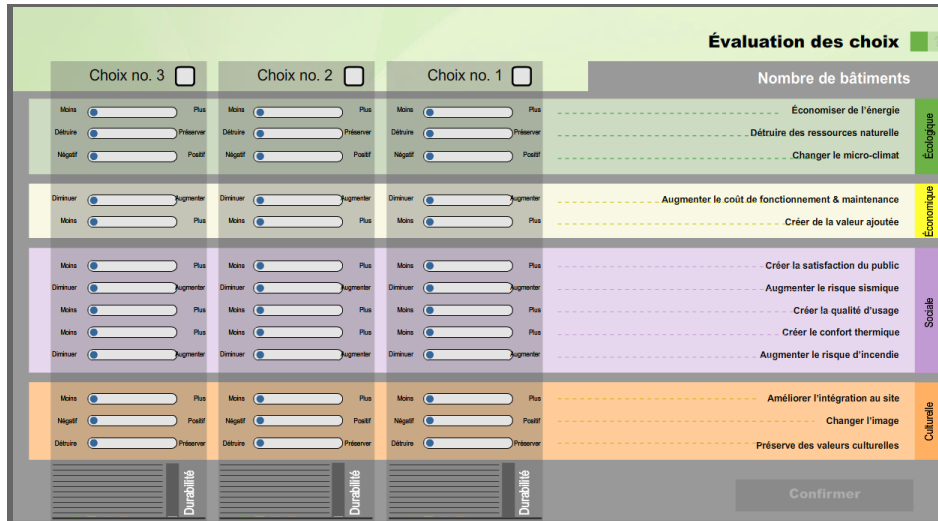 Évaluation des choix
Choix no. 3 Choix no. 2 Choix no. 1 Nombre de bâtiments
Moins Plus Moins Plus Moins Plus Économiser de l'énergie
Détruire Préserver Détruire Préserver Détruire Préserver Détruire des ressources naturelle
Négatif Positif Négatif Positif Négatif Positif Changer le micro-climat
Écologique
Diminuer Augmenter Diminuer Augmenter Diminuer Augmenter Augmenter le coût de fonctionnement & maintenance
Moins Plus Moins Plus Moins Plus Créer de la valeur ajoutée
Économique
Moins Plus Moins Plus Moins Plus Créer la satisfaction du public
Diminuer Augmenter Diminuer Augmenter Diminuer Augmenter Augmenter le risque sismique
Moins Plus Moins Plus Moins Plus Créer la qualité d'usage
Moins Plus Moins Plus Moins Plus Créer le confort thermique
Diminuer Augmenter Diminuer Augmenter Diminuer Augmenter Augmenter le risque d'incendie
Sociale
Moins Plus Moins Plus Moins Plus Améliorer l'intégration au site
Négatif Positif Négatif Positif Négatif Positif Changer l'image
Détruire Préserver Détruire Préserver Détruire Préserver Préserve des valeurs culturelles
Culturelle
Durabilité Durabilité Durabilité
Confirmer